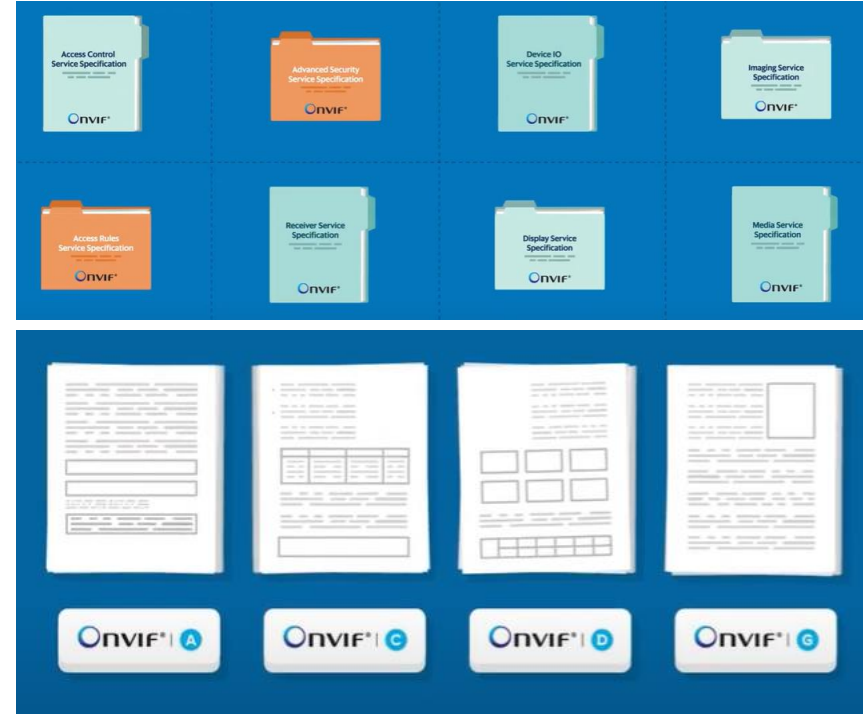 Access Control
Service Specification
ONVIF®
Advanced Security
Service Specification
ONVIF®
Device IO
Service Specification
ONVIF®
Imaging Service
Specification
ONVIF®
Access Rules
Service Specification
ONVIF®
Receiver Service
Specification
ONVIF®
Display Service
Specification
ONVIF®
Media Service
Specification
ONVIF®
ONVIF® | A
ONVIF® | C
ONVIF® | D
ONVIF® | G